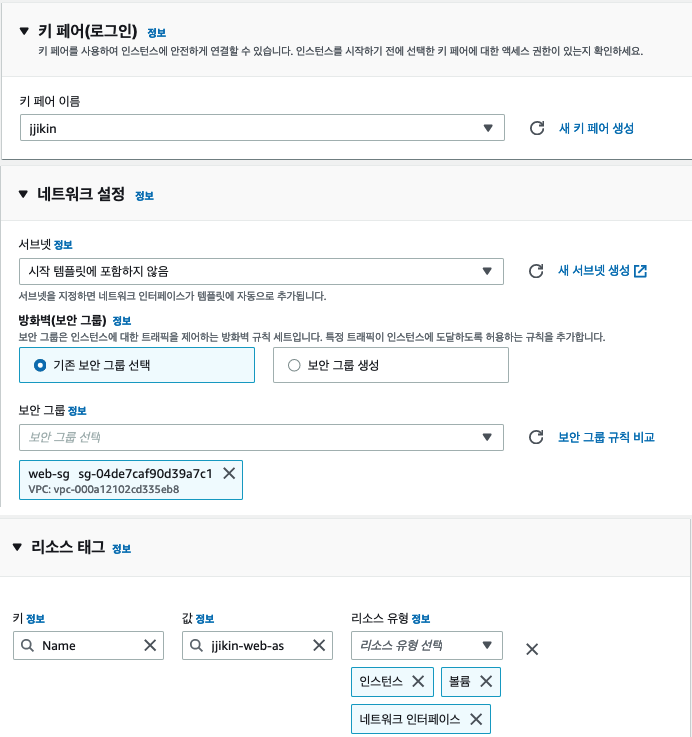 키 페어(로그인) 정보
키 페어를 사용하여 인스턴스에 안전하게 연결할 수 있습니다. 인스턴스를 시작하기 전에 선택한 키 페어에 대한 액세스 권한이 있는지 확인하세요.
키 페어 이름
jjikin
새 키 페어 생성
네트워크 설정 정보
서브넷 정보
시작 템플릿에 포함하지 않음
새 서브넷 생성
서브넷을 지정하면 네트워크 인터페이스가 템플릿에 자동으로 추가됩니다.
방화벽(보안 그룹) 정보
보안 그룹은 인스턴스에 대한 트래픽을 제어하는 방화벽 규칙 세트입니다. 특정 트래픽이 인스턴스에 도달하도록 허용하는 규칙을 추가합니다.
기존 보안 그룹 선택
보안 그룹 생성
보안 그룹 정보
보안 그룹 선택
보안 그룹 규칙 비교
web-sg sg-04de7caf90d39a7c1
VPC: vpc-000a12102cd335eb8
리소스 태그 정보
키 정보
값 정보
리소스 유형 정보
Name
jjikin-web-as
리소스 유형 선택
인스턴스
볼륨
네트워크 인터페이스